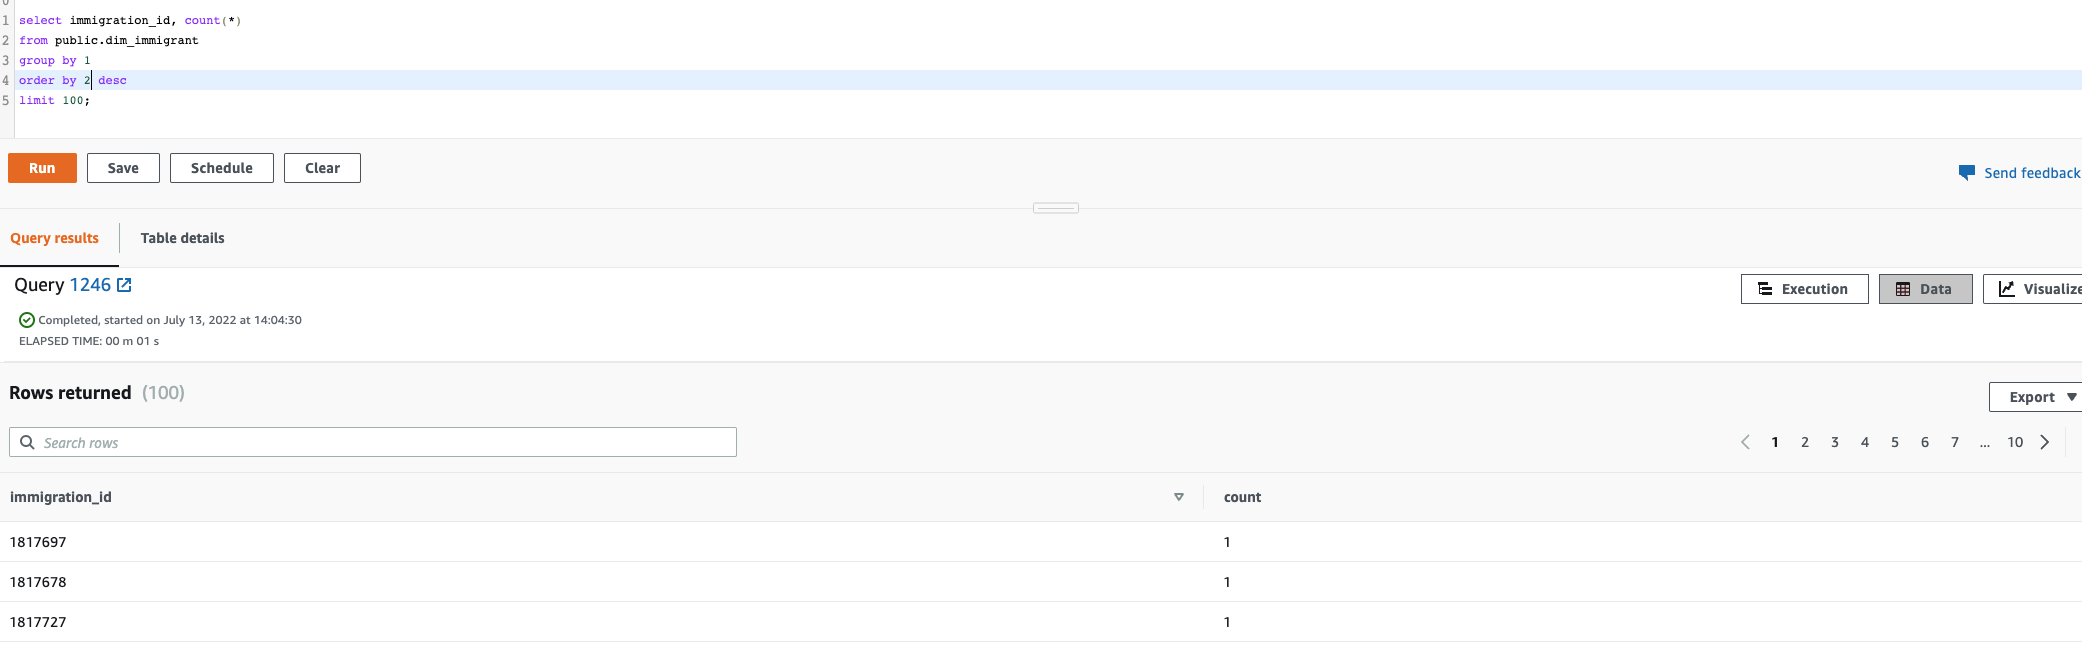 0
1 select immigration_id, count(*)
2 from public.dim_immigrant
3 group by 1
4 order by 2 desc
5 limit 100;
Run Save Schedule Clear
Send feedback
Query results Table details
Query 1246
Execution Data Visualize
Completed, started on July 13, 2022 at 14:04:30
ELAPSED TIME: 00 m 01 s
Rows returned (100)
Export
Search rows
1 2 3 4 5 6 7 ... 10
immigration_id count
1817697 1
1817678 1
1817727 1